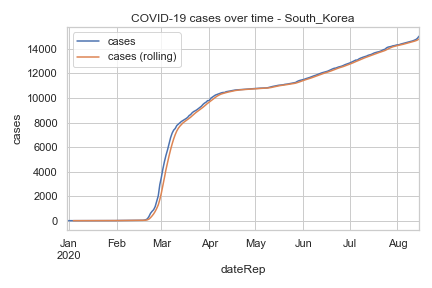 COVID-19 cases over time - South_Korea
cases
cases (rolling)
14000
12000
10000
8000
6000
4000
2000
0
cases
Jan Feb Mar Apr May Jun Jul Aug
2020
dateRep